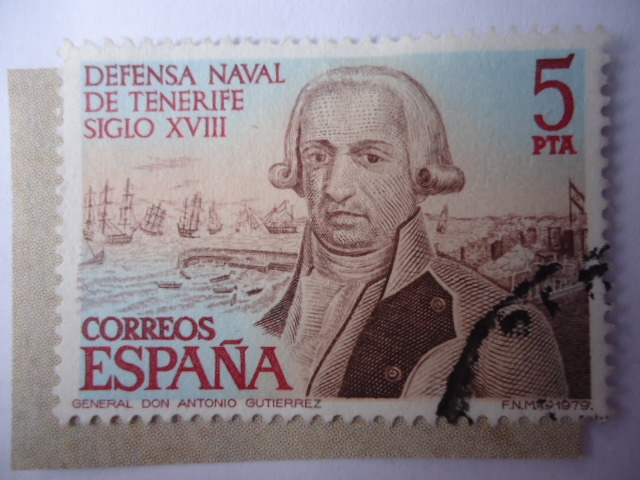 DEFENSA NAVAL
DE TENERIFE
SIGLO XVIII
5
PTA
CORREOS
ESPAÑA
GENERAL DON ANTONIO GUTIERREZ
F.N.M.T. 1979.